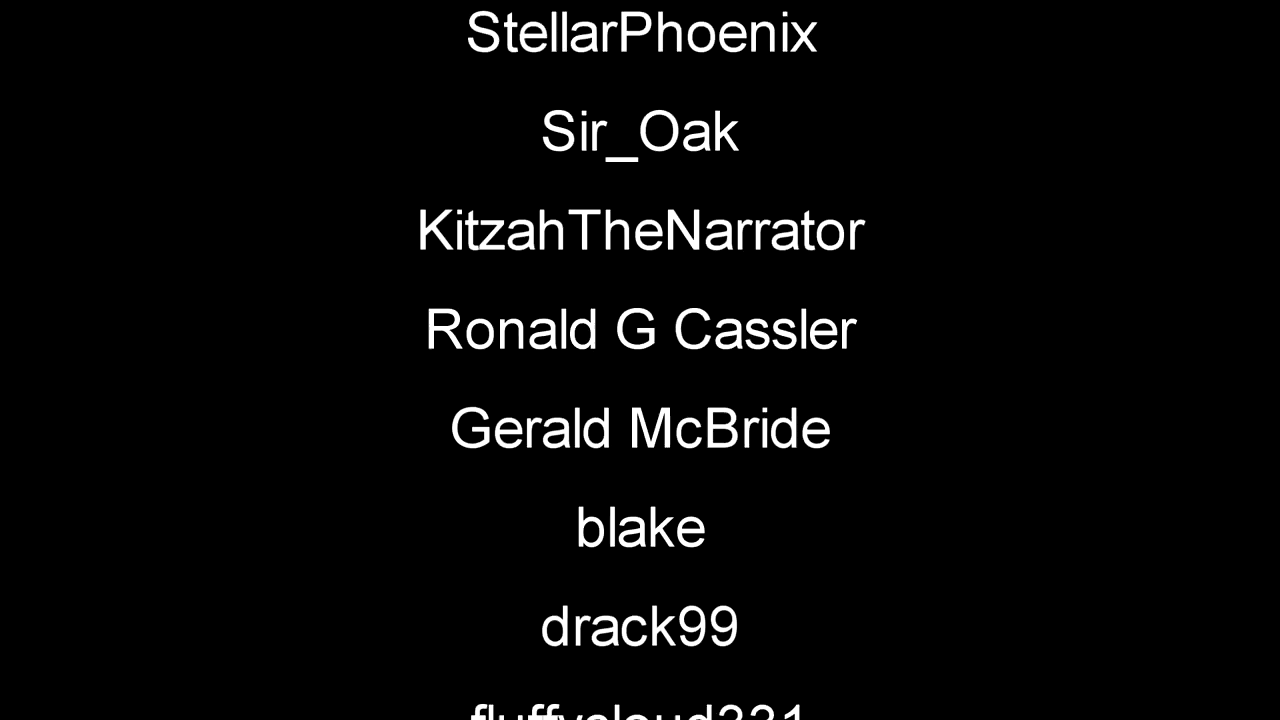 StellarPhoenix
Sir_Oak
KitzahTheNarrator
Ronald G Cassler
Gerald McBride
blake
drack99